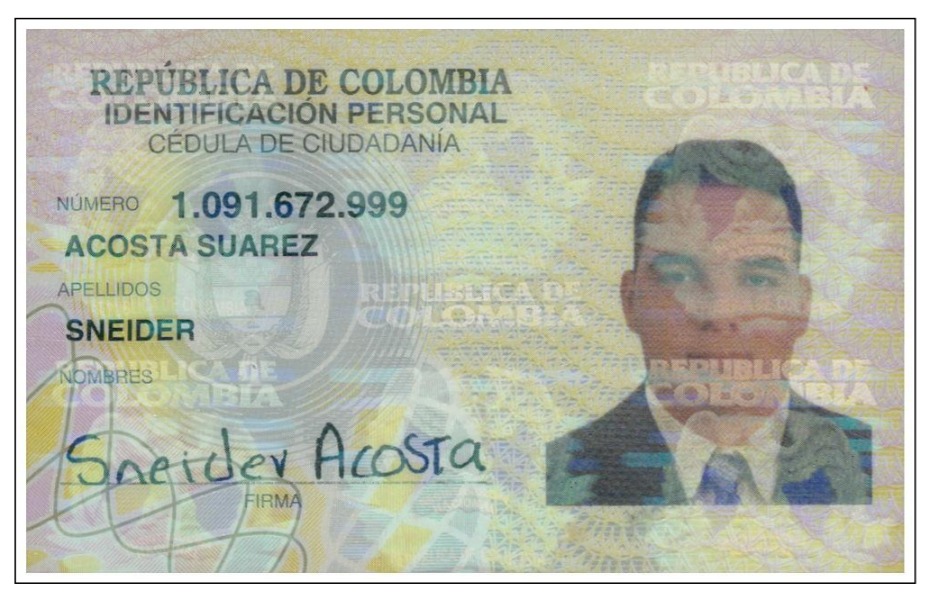 REPÚBLICA DE COLOMBIA
IDENTIFICACIÓN PERSONAL
CÉDULA DE CIUDADANÍA
REPUBLICA DE
COLOMBIA
NÚMERO 1.091.672.999
ACOSTA SUAREZ
APELLIDOS
REPUBLICA DE
COLOMBIA
SNEIDER
NOMBRES
REPUBLICA DE
COLOMBIA
REPUBLICA DE
COLOMBIA
Sneider Acosta
FIRMA